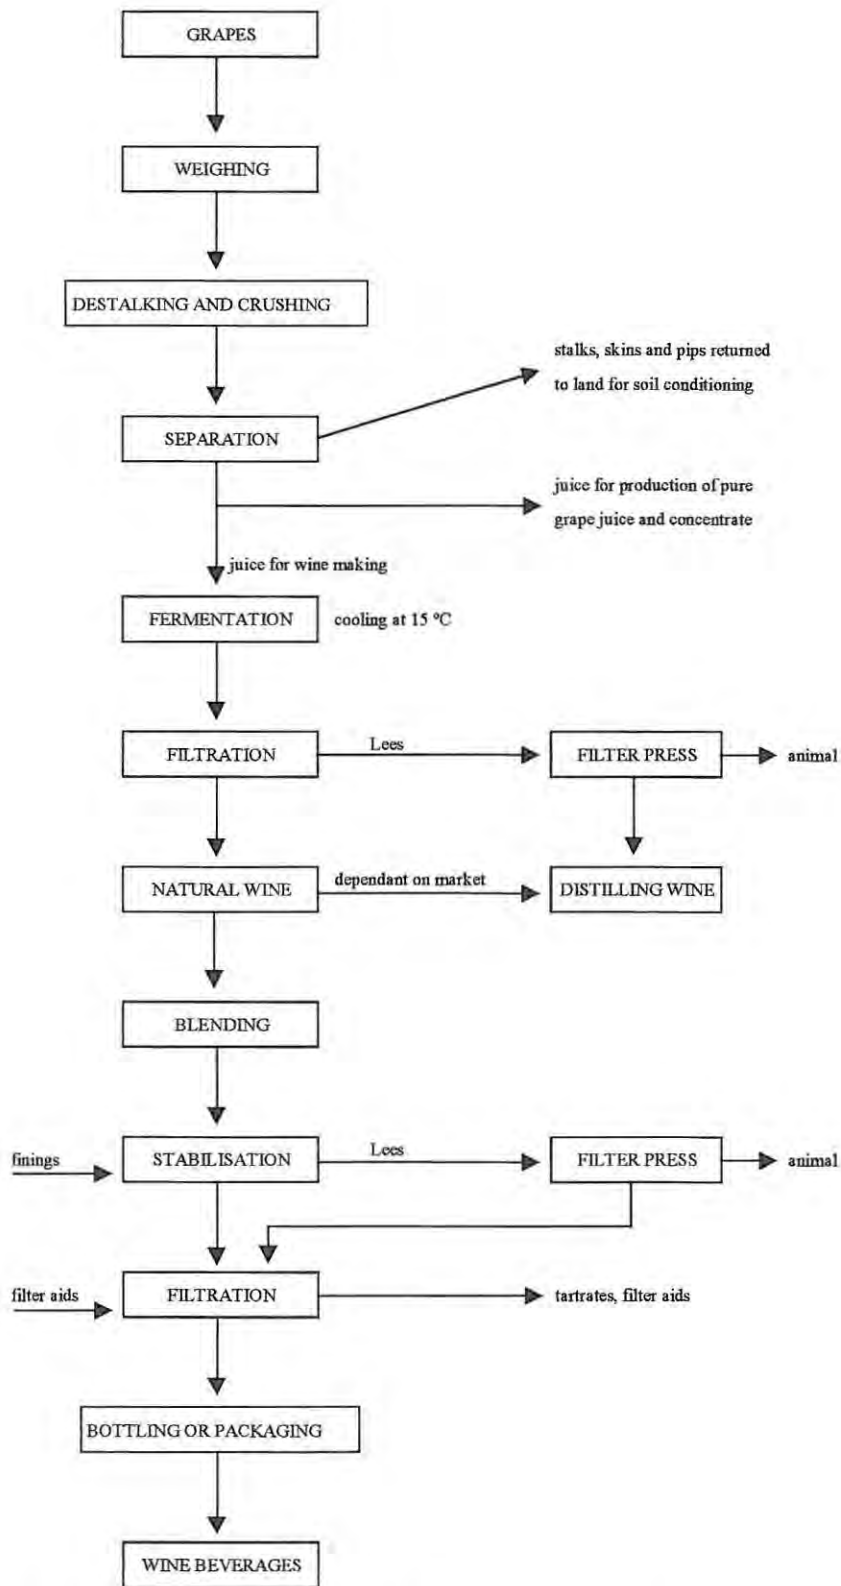 GRAPES
WEIGHING
DESTALKING AND CRUSHING
stalks, skins and pips returned
to land for soil conditioning
SEPARATION
juice for production of pure
grape juice and concentrate
juice for wine making
FERMENTATION cooling at 15 °C
FILTRATION Lees FILTER PRESS animal
NATURAL WINE dependant on market DISTILLING WINE
BLENDING
finings STABILISATION Lees FILTER PRESS animal
filter aids FILTRATION tartrates, filter aids
BOTTLING OR PACKAGING
WINE BEVERAGES